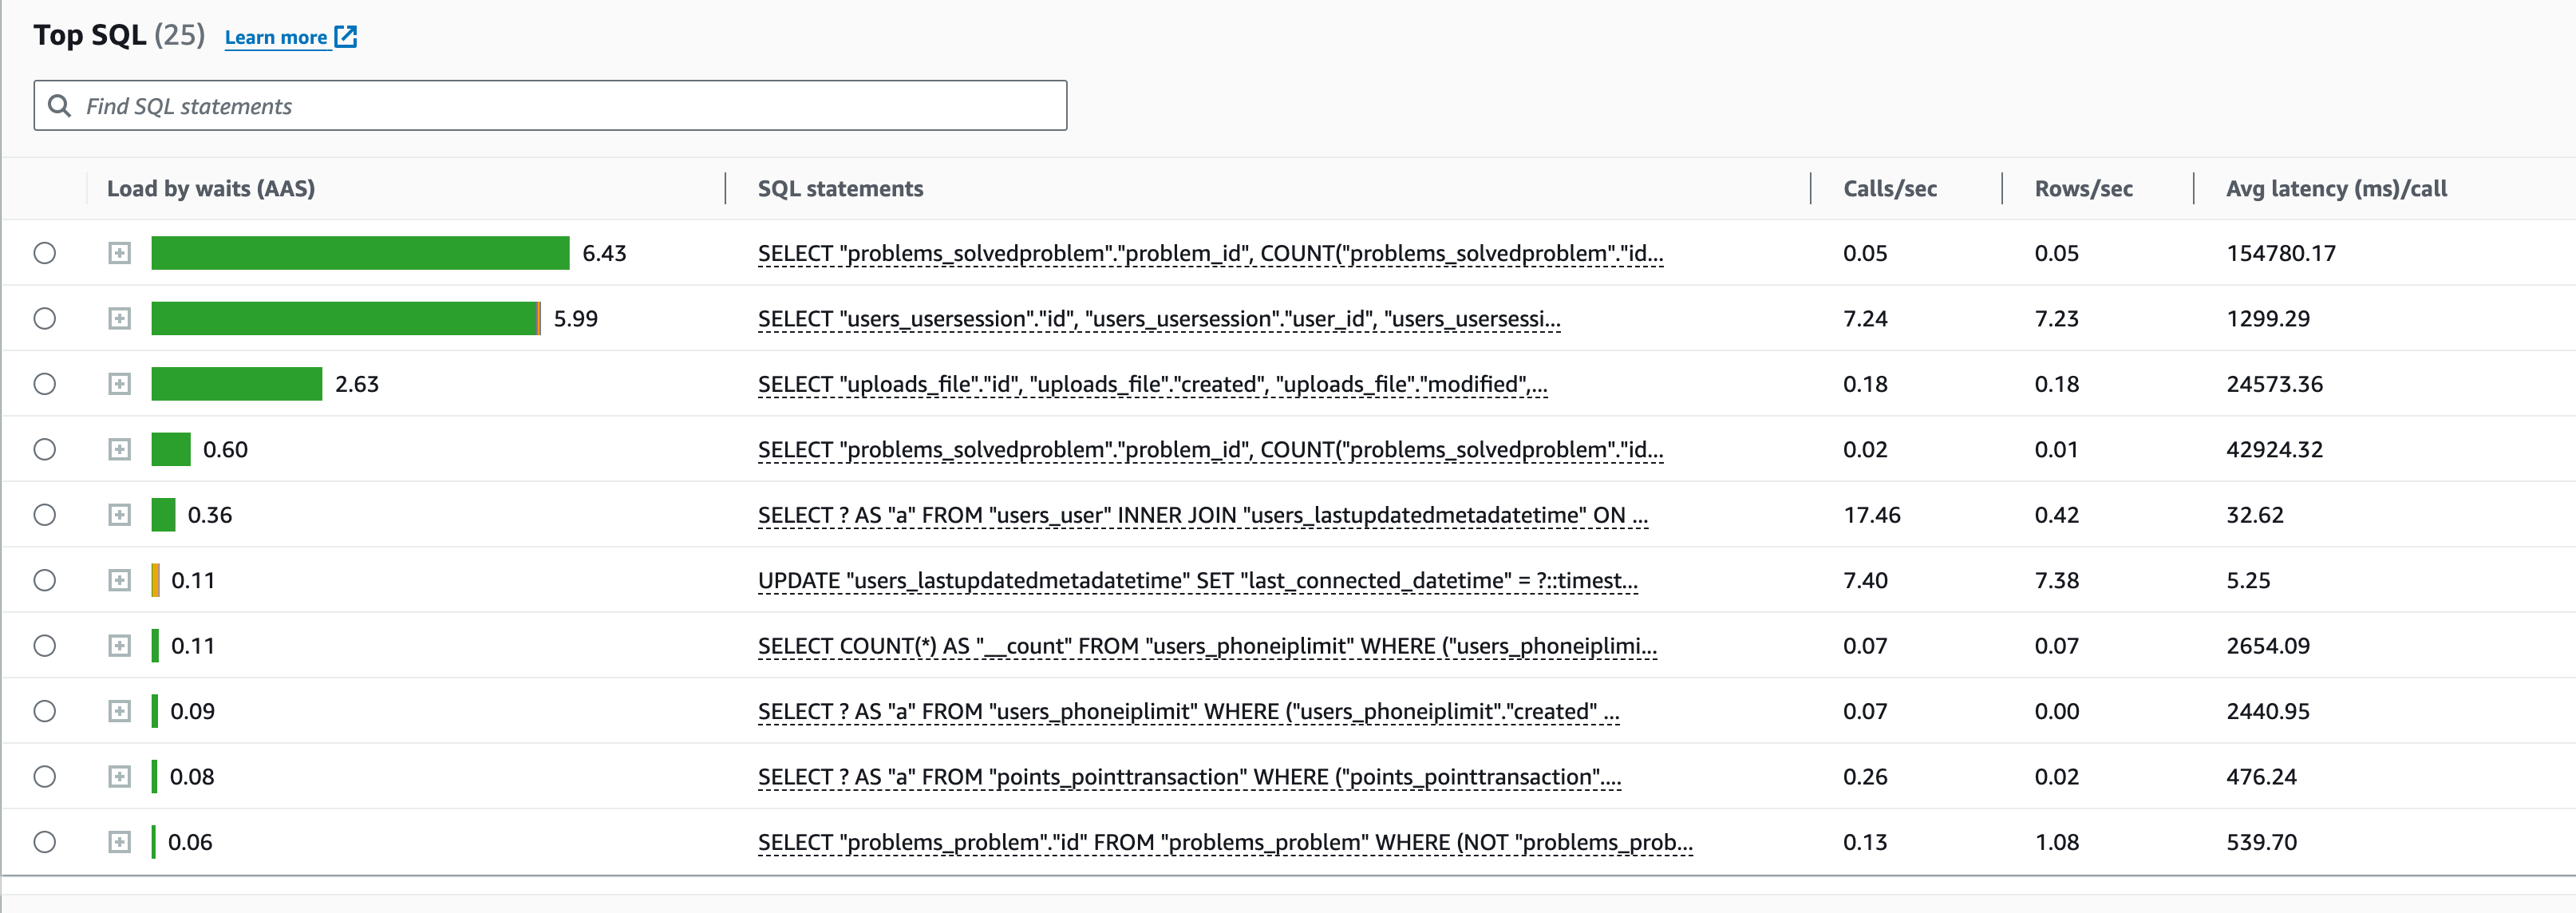 Top SQL (25) Learn more
Find SQL statements
Load by waits (AAS) SQL statements Calls/sec Rows/sec Avg latency (ms)/call
6.43 SELECT "problems_solvedproblem"."problem_id", COUNT("problems_solvedproblem"."id... 0.05 0.05 154780.17
5.99 SELECT "users_usersession"."id", "users_usersession"."user_id", "users_usersessi... 7.24 7.23 1299.29
2.63 SELECT "uploads_file"."id", "uploads_file"."created", "uploads_file"."modified",... 0.18 0.18 24573.36
0.60 SELECT "problems_solvedproblem"."problem_id", COUNT("problems_solvedproblem"."id... 0.02 0.01 42924.32
0.36 SELECT ? AS "a" FROM "users_user" INNER JOIN "users_lastupdatedmetadatetime" ON ... 17.46 0.42 32.62
0.11 UPDATE "users_lastupdatedmetadatetime" SET "last_connected_datetime" = ?::timest... 7.40 7.38 5.25
0.11 SELECT COUNT(*) AS "__count" FROM "users_phoneiplimit" WHERE ("users_phoneiplimi... 0.07 0.07 2654.09
0.09 SELECT ? AS "a" FROM "users_phoneiplimit" WHERE ("users_phoneiplimit"."created" ... 0.07 0.00 2440.95
0.08 SELECT ? AS "a" FROM "points_pointtransaction" WHERE ("points_pointtransaction".... 0.26 0.02 476.24
0.06 SELECT "problems_problem"."id" FROM "problems_problem" WHERE (NOT "problems_prob... 0.13 1.08 539.70